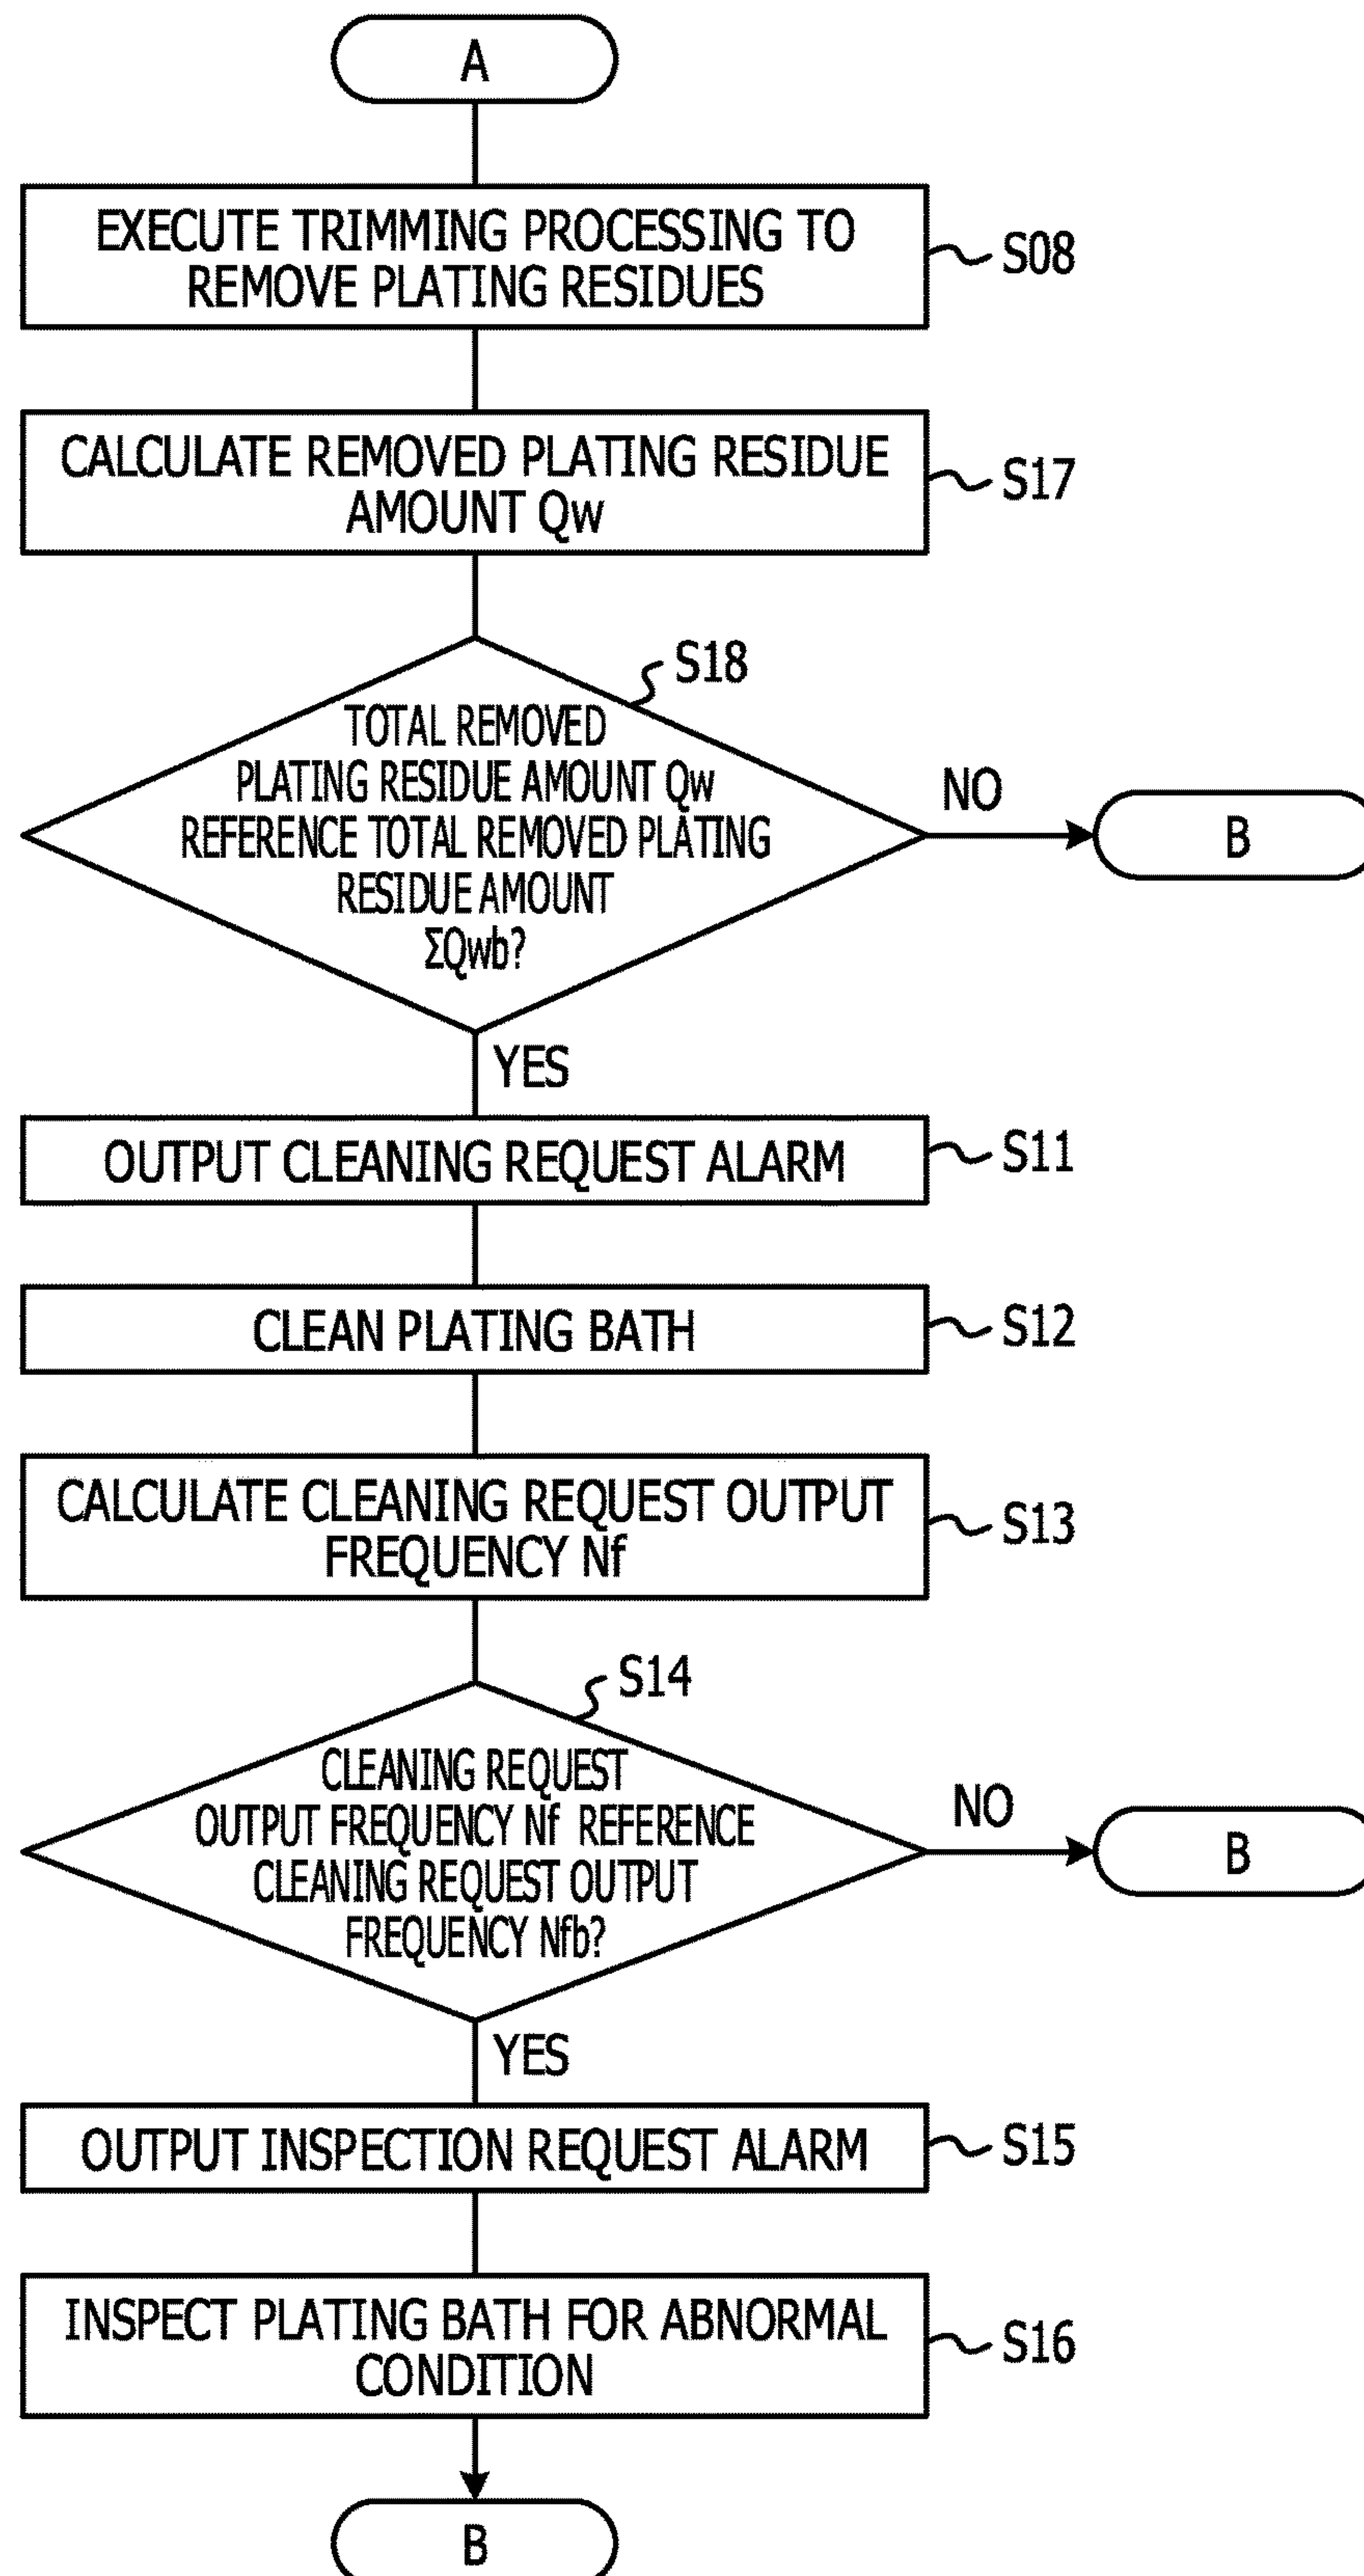 A
EXECUTE TRIMMING PROCESSING TO
REMOVE PLATING RESIDUES
S08
CALCULATE REMOVED PLATING RESIDUE
AMOUNT Qw
S17
S18
TOTAL REMOVED
PLATING RESIDUE AMOUNT Qw
REFERENCE TOTAL REMOVED PLATING
RESIDUE AMOUNT
ΣQwb?
NO
B
YES
OUTPUT CLEANING REQUEST ALARM
S11
CLEAN PLATING BATH
S12
CALCULATE CLEANING REQUEST OUTPUT
FREQUENCY Nf
S13
S14
CLEANING REQUEST
OUTPUT FREQUENCY Nf REFERENCE
CLEANING REQUEST OUTPUT
FREQUENCY Nfb?
NO
B
YES
OUTPUT INSPECTION REQUEST ALARM
S15
INSPECT PLATING BATH FOR ABNORMAL
CONDITION
S16
B